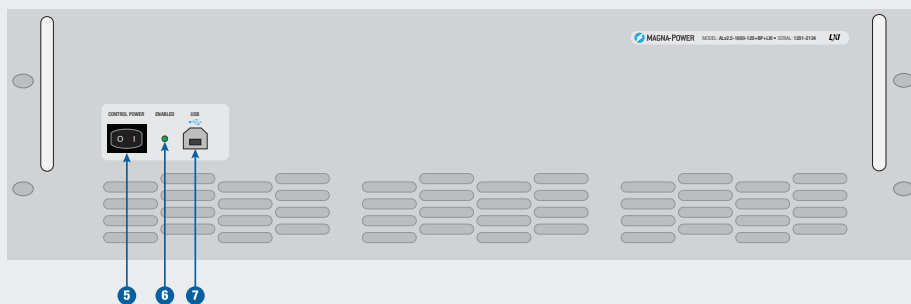 MAGNA-POWER MODEL: ALx2.5-1000-120+BP+LXI • SERIAL: 1201-2134 LXI
CONTROL POWER ENABLED USB
O I
5 6 7